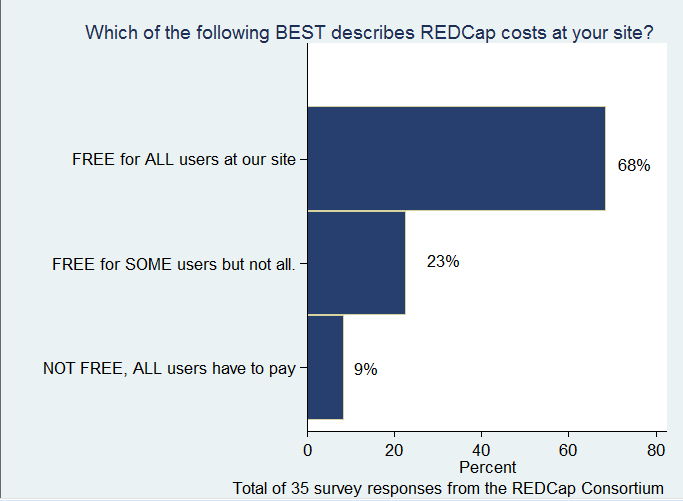 Which of the following BEST describes REDCap costs at your site?
FREE for ALL users at our site
68%
FREE for SOME users but not all.
23%
NOT FREE, ALL users have to pay
9%
0 20 40 60 80
Percent
Total of 35 survey responses from the REDCap Consortium